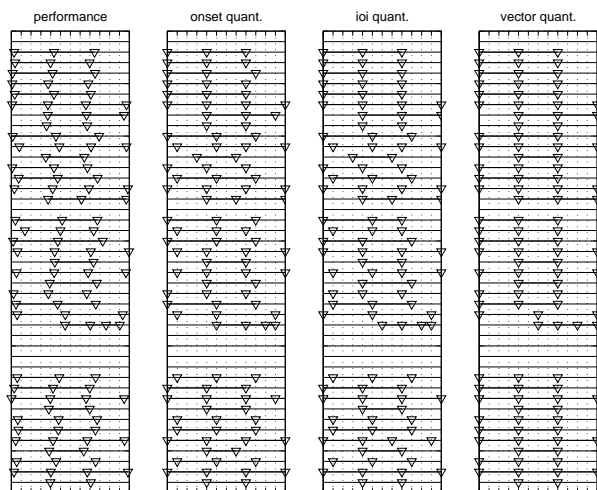 performance
onset quant.
ioi quant.
vector quant.